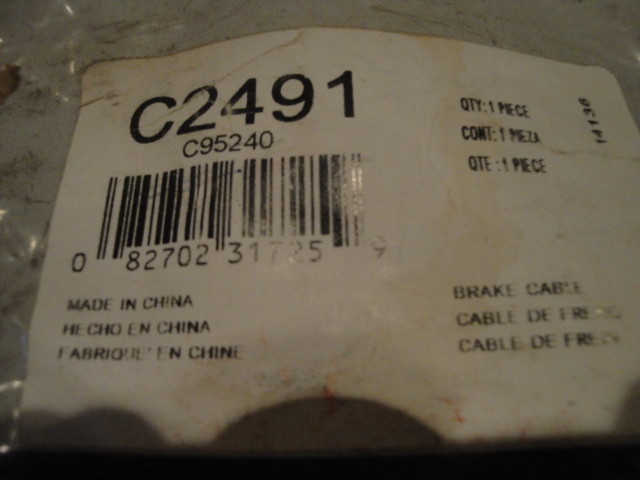 C2491
C95240
0 82702 31725 9
QTY: 1 PIECE
CONT: 1 PIEZA
QTE: 1 PIECE
14136
MADE IN CHINA
HECHO EN CHINA
FABRIQUE' EN CHINE
BRAKE CABLE
CABLE DE FRENO
CABLE DE FREIN